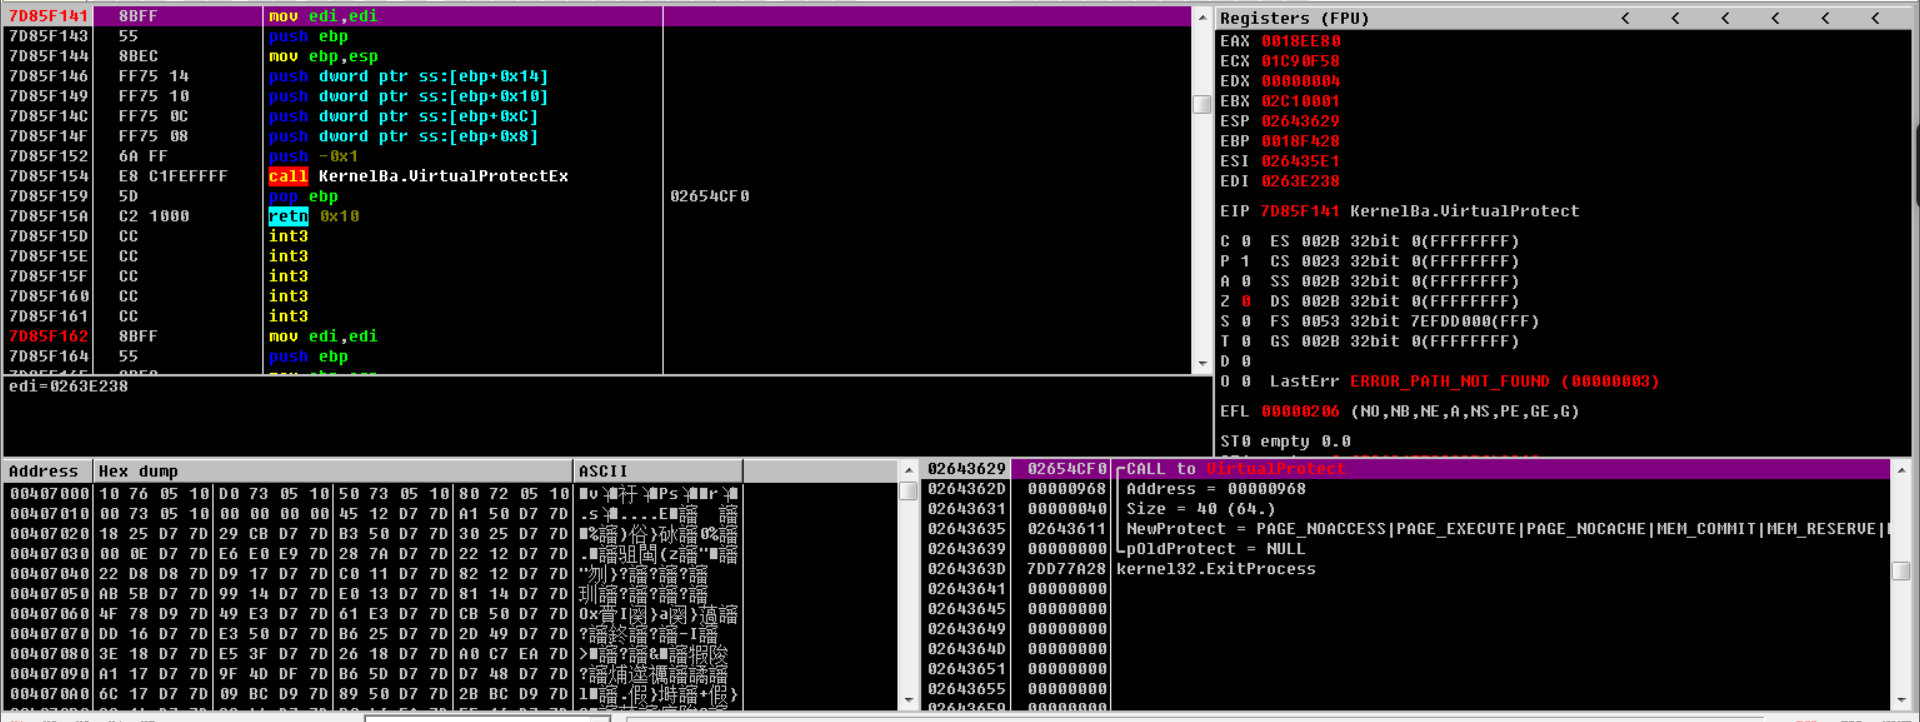 7D85F141 8BFF mov edi,edi
7D85F143 55 push ebp
7D85F144 8BEC mov ebp,esp
7D85F146 FF75 14 push dword ptr ss:[ebp+0x14]
7D85F149 FF75 10 push dword ptr ss:[ebp+0x10]
7D85F14C FF75 0C push dword ptr ss:[ebp+0xC]
7D85F14F FF75 08 push dword ptr ss:[ebp+0x8]
7D85F152 6A FF push -0x1
7D85F154 E8 C1FEFFFF call KernelBa.VirtualProtectEx
7D85F159 5D pop ebp 02654CF0
7D85F15A C2 1000 retn 0x10
7D85F15D CC int3
7D85F15E CC int3
7D85F15F CC int3
7D85F160 CC int3
7D85F161 CC int3
7D85F162 8BFF mov edi,edi
7D85F164 55 push ebp
edi=0263E238
Registers (FPU) < < < < < <
EAX 0018EE80
ECX 01C90F58
EDX 00000004
EBX 02C10001
ESP 02643629
EBP 0018F428
ESI 026435E1
EDI 0263E238
EIP 7D85F141 KernelBa.VirtualProtect
C 0 ES 002B 32bit 0(FFFFFFFF)
P 1 CS 0023 32bit 0(FFFFFFFF)
A 0 SS 002B 32bit 0(FFFFFFFF)
Z 0 DS 002B 32bit 0(FFFFFFFF)
S 0 FS 0053 32bit 7EFDD000(FFF)
T 0 GS 002B 32bit 0(FFFFFFFF)
D 0
O 0 LastErr ERROR_PATH_NOT_FOUND (00000003)
EFL 00000206 (NO,NB,NE,A,NS,PE,GE,G)
ST0 empty 0.0
Address Hex dump ASCII
00407000 10 76 05 10 D0 73 05 10 50 73 05 10 80 72 05 10
00407010 00 73 05 10 00 00 00 00 45 12 D7 7D A1 50 D7 7D
00407020 18 25 D7 7D 29 CB D7 7D B3 50 D7 7D 30 25 D7 7D
00407030 00 0E D7 7D E6 E0 E9 7D 28 7A D7 7D 22 12 D7 7D
00407040 22 D8 D8 7D D9 17 D7 7D C0 11 D7 7D 82 12 D7 7D
00407050 AB 5B D7 7D 99 14 D7 7D E0 13 D7 7D 81 14 D7 7D
00407060 4F 78 D9 7D 49 E3 D7 7D 61 E3 D7 7D CB 50 D7 7D
00407070 DD 16 D7 7D E3 50 D7 7D B6 25 D7 7D 2D 49 D7 7D
00407080 3E 18 D7 7D E5 3F D7 7D 26 18 D7 7D A0 C7 EA 7D
00407090 A1 17 D7 7D 9F 4D DF 7D B6 5D D7 7D D7 48 D7 7D
004070A0 6C 17 D7 7D 09 BC D9 7D 89 50 D7 7D 2B BC D9 7D
02643629 02654CF0 CALL to VirtualProtect
0264362D 00000968 Address = 00000968
02643631 00000040 Size = 40 (64.)
02643635 02643611 NewProtect = PAGE_NOACCESS|PAGE_EXECUTE|PAGE_NOCACHE|MEM_COMMIT|MEM_RESERVE|
02643639 00000000 pOldProtect = NULL
0264363D 7DD77A28 kernel32.ExitProcess
02643641 00000000
02643645 00000000
02643649 00000000
0264364D 00000000
02643651 00000000
02643655 00000000
02643659 00000000